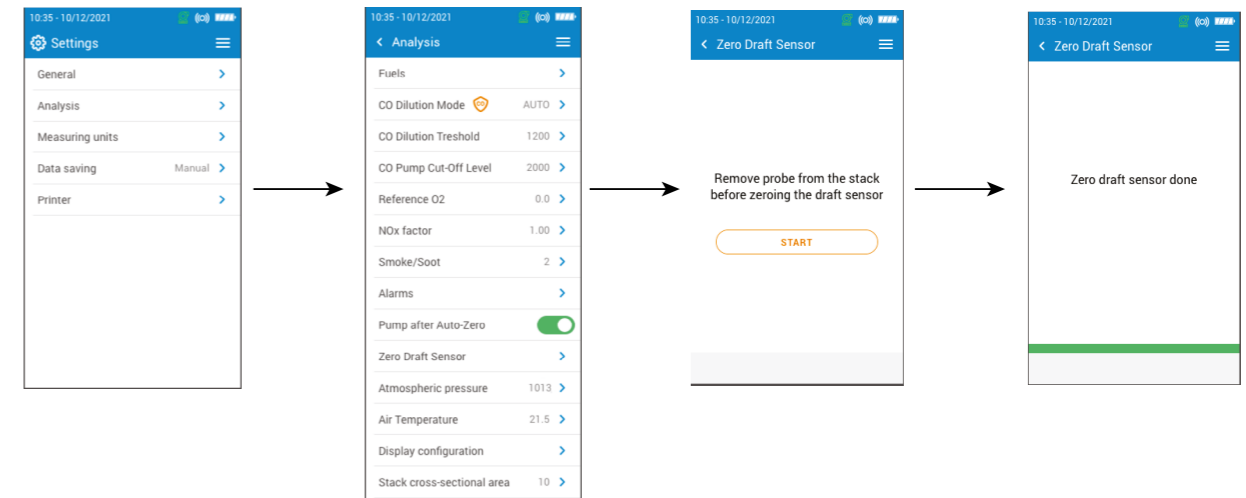 10:35 - 10/12/2021
Settings
General
Analysis
Measuring units
Data saving Manual
Printer
10:35 - 10/12/2021
Analysis
Fuels
CO Dilution Mode CO AUTO
CO Dilution Treshold 1200
CO Pump Cut-Off Level 2000
Reference O2 0.0
NOx factor 1.00
Smoke/Soot 2
Alarms
Pump after Auto-Zero
Zero Draft Sensor
Atmospheric pressure 1013
Air Temperature 21.5
Display configuration
Stack cross-sectional area 10
10:35 - 10/12/2021
Zero Draft Sensor
Remove probe from the stack
before zeroing the draft sensor
START
10:35 - 10/12/2021
Zero Draft Sensor
Zero draft sensor done